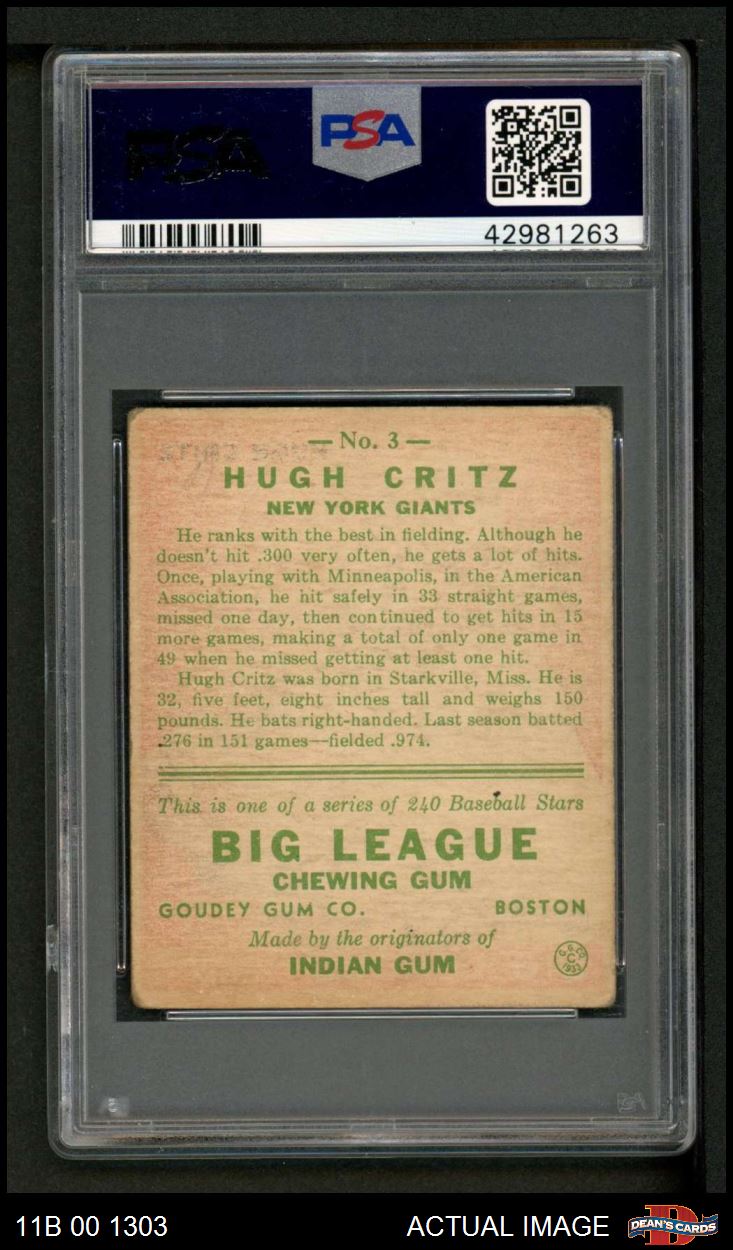 PSA
PSA
42981263
— No. 3 —
HUGH CRITZ
NEW YORK GIANTS
He ranks with the best in fielding. Although he
doesn't hit .300 very often, he gets a lot of hits.
Once, playing with Minneapolis, in the American
Association, he hit safely in 33 straight games,
missed one day, then continued to get hits in 15
more games, making a total of only one game in
49 when he missed getting at least one hit.
Hugh Critz was born in Starkville, Miss. He is
32, five feet, eight inches tall and weighs 150
pounds. He bats right-handed. Last season batted
.276 in 151 games—fielded .974.
This is one of a series of 240 Baseball Stars
BIG LEAGUE
CHEWING GUM
GOUDEY GUM CO. BOSTON
Made by the originators of
INDIAN GUM
G. G. CO.
C
1933
PSA
11B 00 1303 ACTUAL IMAGE DEAN'S CARDS